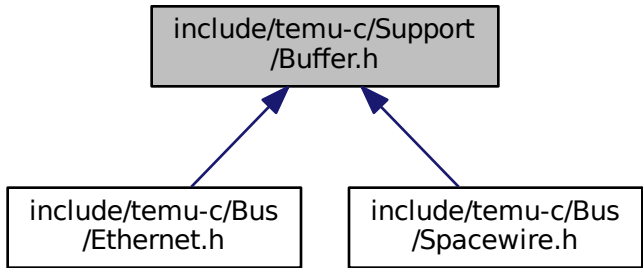 include/temu-c/Support
/Buffer.h
include/temu-c/Bus
/Ethernet.h
include/temu-c/Bus
/Spacewire.h